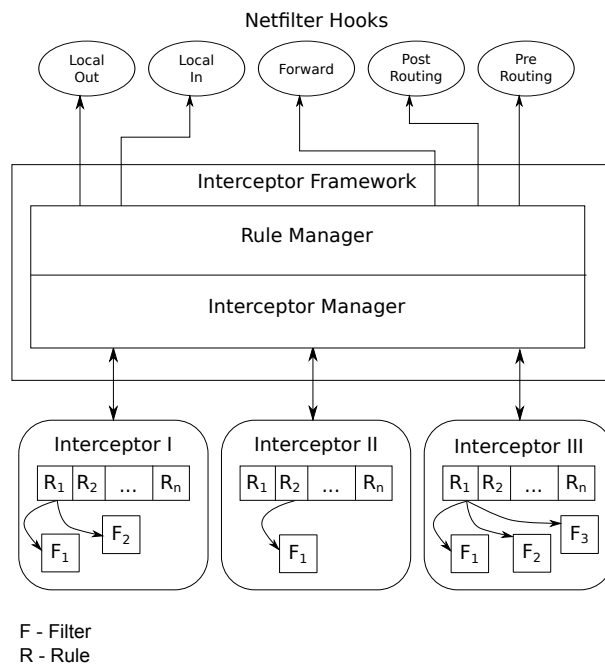 Netfilter Hooks
Local Out
Local In
Forward
Post Routing
Pre Routing
Interceptor Framework
Rule Manager
Interceptor Manager
Interceptor I
R1 R2 ... Rn
F1
F2
Interceptor II
R1 R2 ... Rn
F1
Interceptor III
R1 R2 ... Rn
F1
F2
F3
F - Filter
R - Rule